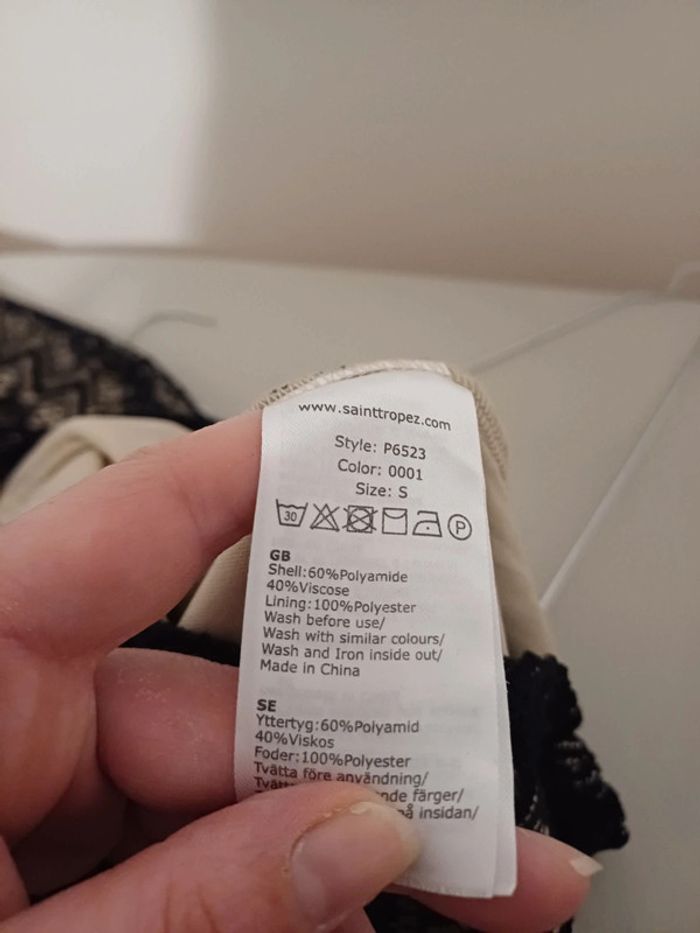 www.sainttropez.com
Style: P6523
Color: 0001
Size: S
30 P
GB
Shell:60%Polyamide
40%Viscose
Lining:100%Polyester
Wash before use/
Wash with similar colours/
Wash and Iron inside out/
Made in China
SE
Yttertyg:60%Polyamid
40%Viskos
Foder:100%Polyester
Tvätta före användning/
färger/
insidan/